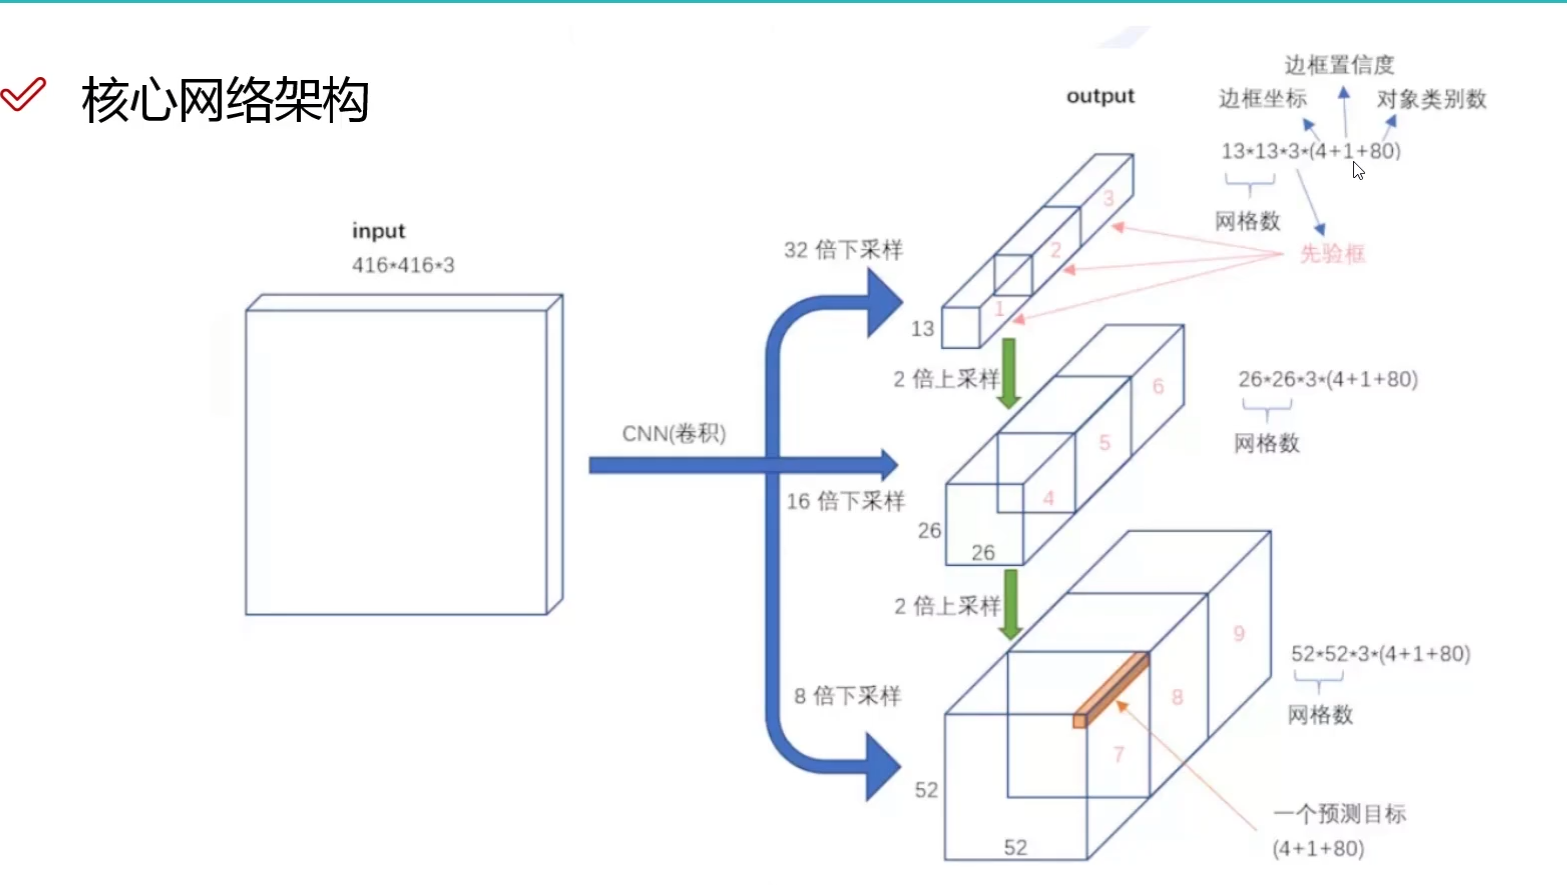 核心网络架构
input
416*416*3
CNN(卷积)
32 倍下采样
16 倍下采样
8 倍下采样
output
13
1
2
3
2 倍上采样
26
26
4
5
6
2 倍上采样
52
52
7
8
9
边框置信度
边框坐标
对象类别数
13*13*3*(4+1+80)
网格数
先验框
26*26*3*(4+1+80)
网格数
52*52*3*(4+1+80)
网格数
一个预测目标
(4+1+80)